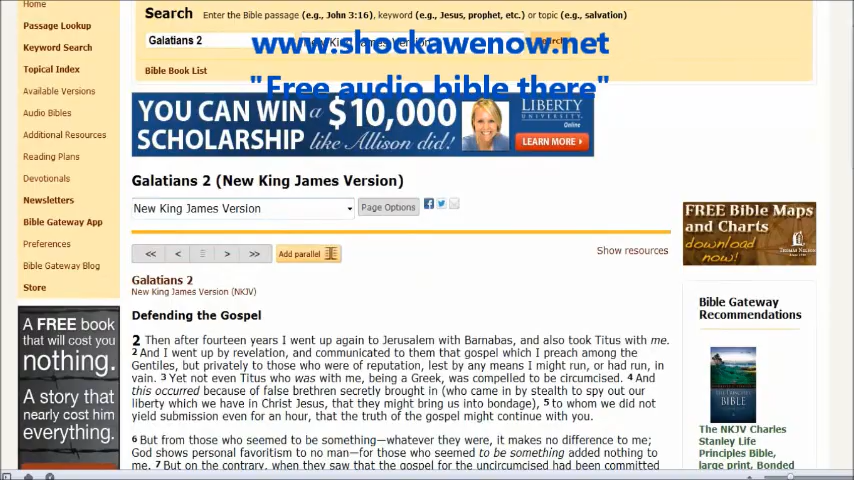 Home
Passage Lookup
Keyword Search
Topical Index
Available Versions
Audio Bibles
Additional Resources
Reading Plans
Devotionals
Newsletters
Bible Gateway App
Preferences
Bible Gateway Blog
Store
A FREE book
that will cost you
nothing.
A story that
nearly cost him
everything.
Search Enter the Bible passage (e.g., John 3:16), keyword (e.g., Jesus, prophet, etc.) or topic (e.g., salvation)
Galatians 2
New King James Version
www.shockawenow.net
Bible Book List
"Free audio bible there"
YOU CAN WIN a $10,000
SCHOLARSHIP like Allison did!
LIBERTY
UNIVERSITY
Online
LEARN MORE
Galatians 2 (New King James Version)
New King James Version
Page Options
<< < > >> Add parallel
Show resources
Galatians 2
New King James Version (NKJV)
Defending the Gospel
2 Then after fourteen years I went up again to Jerusalem with Barnabas, and also took Titus with me.
2 And I went up by revelation, and communicated to them that gospel which I preach among the
Gentiles, but privately to those who were of reputation, lest by any means I might run, or had run, in
vain. 3 Yet not even Titus who was with me, being a Greek, was compelled to be circumcised. 4 And
this occurred because of false brethren secretly brought in (who came in by stealth to spy out our
liberty which we have in Christ Jesus, that they might bring us into bondage), 5 to whom we did not
yield submission even for an hour, that the truth of the gospel might continue with you.
6 But from those who seemed to be something—whatever they were, it makes no difference to me;
God shows personal favoritism to no man—for those who seemed to be something added nothing to
me. 7 But on the contrary, when they saw that the gospel for the uncircumcised had been committed
FREE Bible Maps
and Charts
download
now!
Bible Gateway
Recommendations
The NKJV Charles
Stanley Life
Principles Bible,
large print, Bonded